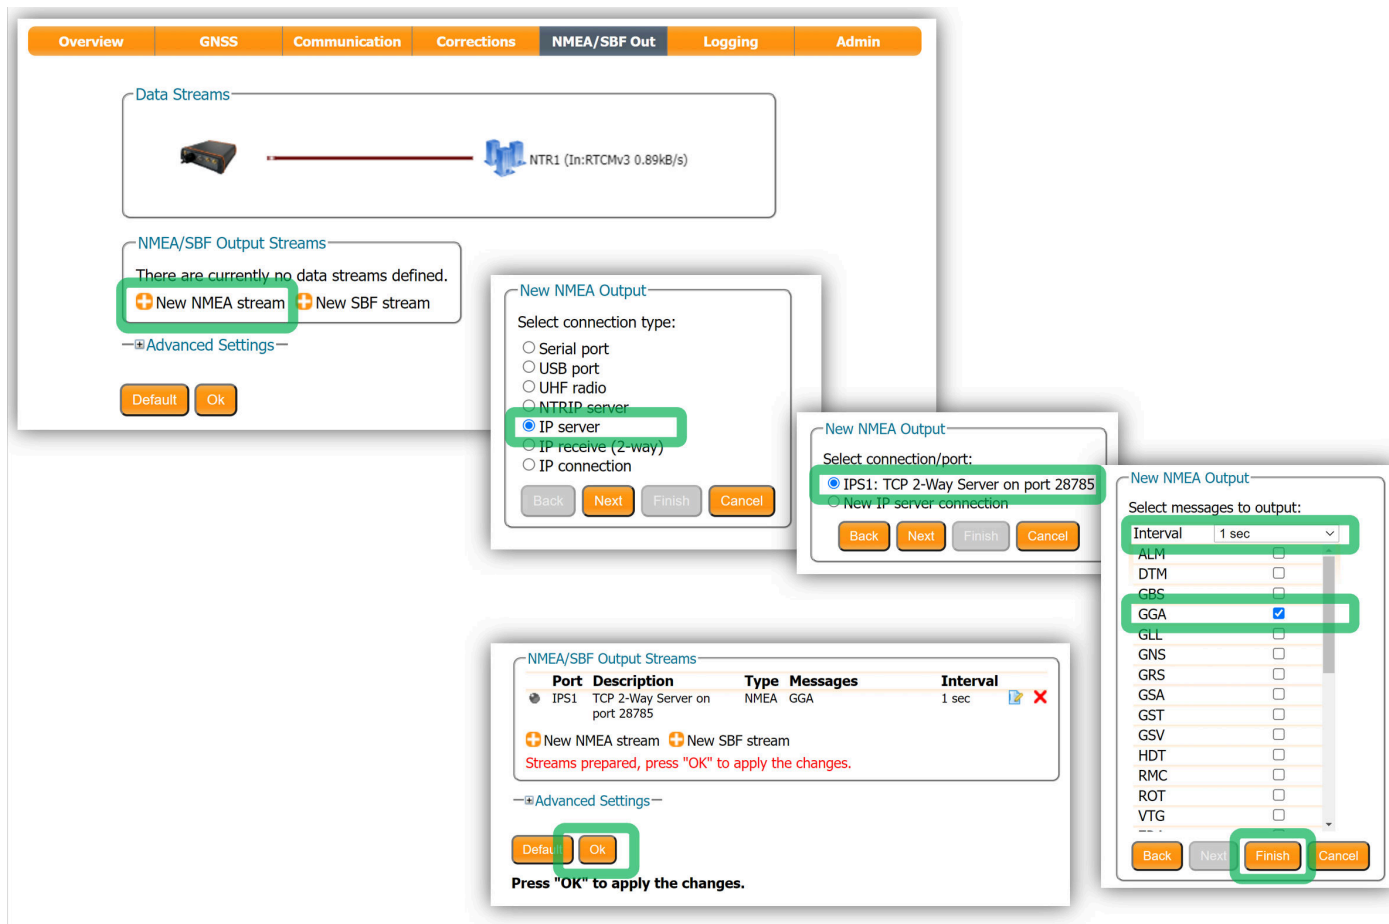 Overview GNSS Communication Corrections NMEA/SBF Out Logging Admin
Data Streams
NTR1 (In:RTCMv3 0.89kB/s)
NMEA/SBF Output Streams
There are currently no data streams defined.
New NMEA stream New SBF stream
Advanced Settings
Default Ok
New NMEA Output
Select connection type:
Serial port
USB port
UHF radio
NTRIP server
IP server
IP receive (2-way)
IP connection
Back Next Finish Cancel
New NMEA Output
Select connection/port:
IPS1: TCP 2-Way Server on port 28785
New IP server connection
Back Next Finish Cancel
New NMEA Output
Select messages to output:
Interval 1 sec
ALM
DTM
GBS
GGA
GLL
GNS
GRS
GSA
GST
GSV
HDT
RMC
ROT
VTG
Back Next Finish Cancel
NMEA/SBF Output Streams
Port Description Type Messages Interval
IPS1 TCP 2-Way Server on NMEA GGA 1 sec
port 28785
New NMEA stream New SBF stream
Streams prepared, press "OK" to apply the changes.
Advanced Settings
Default Ok
Press "OK" to apply the changes.